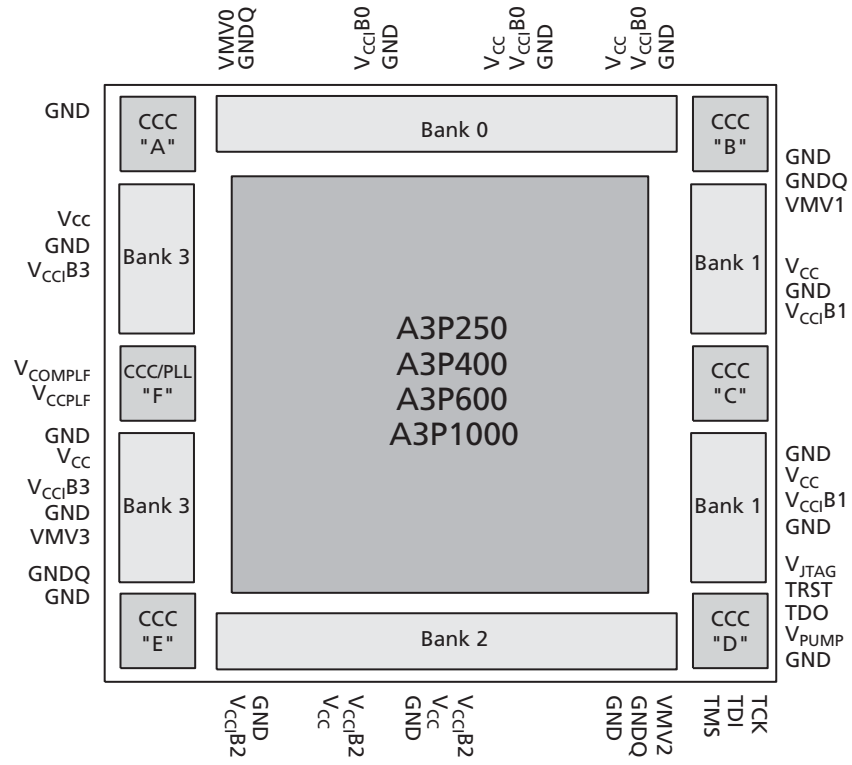 VMV0
GNDQ
VCCIB0
GND
VCC
VCCIB0
GND
VCC
VCCIB0
GND
GND
CCC
"A"
Bank 0
CCC
"B"
GND
GNDQ
VMV1
Vcc
GND
VCCIB3
Bank 3
Bank 1
VCC
GND
VCCIB1
A3P250
A3P400
A3P600
A3P1000
VCOMPLF
VCCPLF
CCC/PLL
"F"
CCC
"C"
GND
VCC
VCCIB3
GND
VMV3
Bank 3
Bank 1
GND
VCC
VCCIB1
GND
GNDQ
GND
VJTAG
TRST
TDO
VPUMP
GND
CCC
"E"
Bank 2
CCC
"D"
VCCIB2
GND
VCC
VCCIB2
GND
VCC
VCCIB2
GND
GNDQ
VMV2
TMS
TDI
TCK